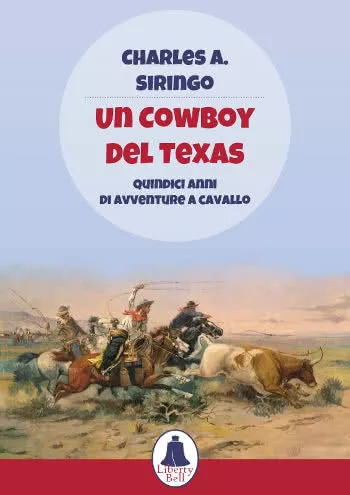 CHARLES A.
SIRINGO
UN COWBOY
DEL TEXAS
QUINDICI ANNI
DI AVVENTURE A CAVALLO
Liberty
Bell